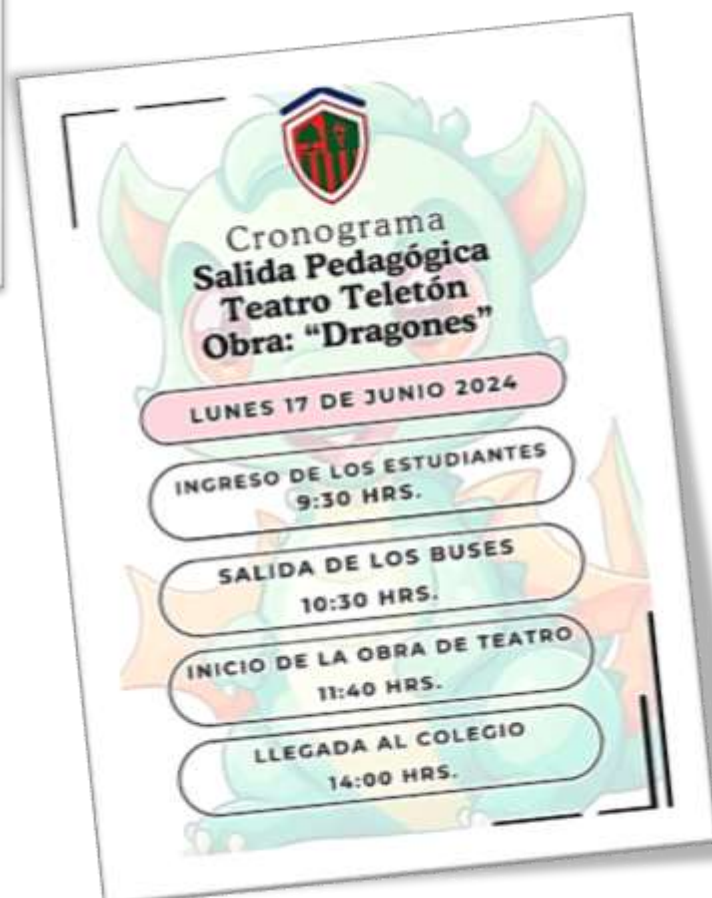 Cronograma
Salida Pedagógica
Teatro Teletón
Obra: “Dragones”
LUNES 17 DE JUNIO 2024
INGRESO DE LOS ESTUDIANTES
9:30 HRS.
SALIDA DE LOS BUSES
10:30 HRS.
INICIO DE LA OBRA DE TEATRO
11:40 HRS.
LLEGADA AL COLEGIO
14:00 HRS.